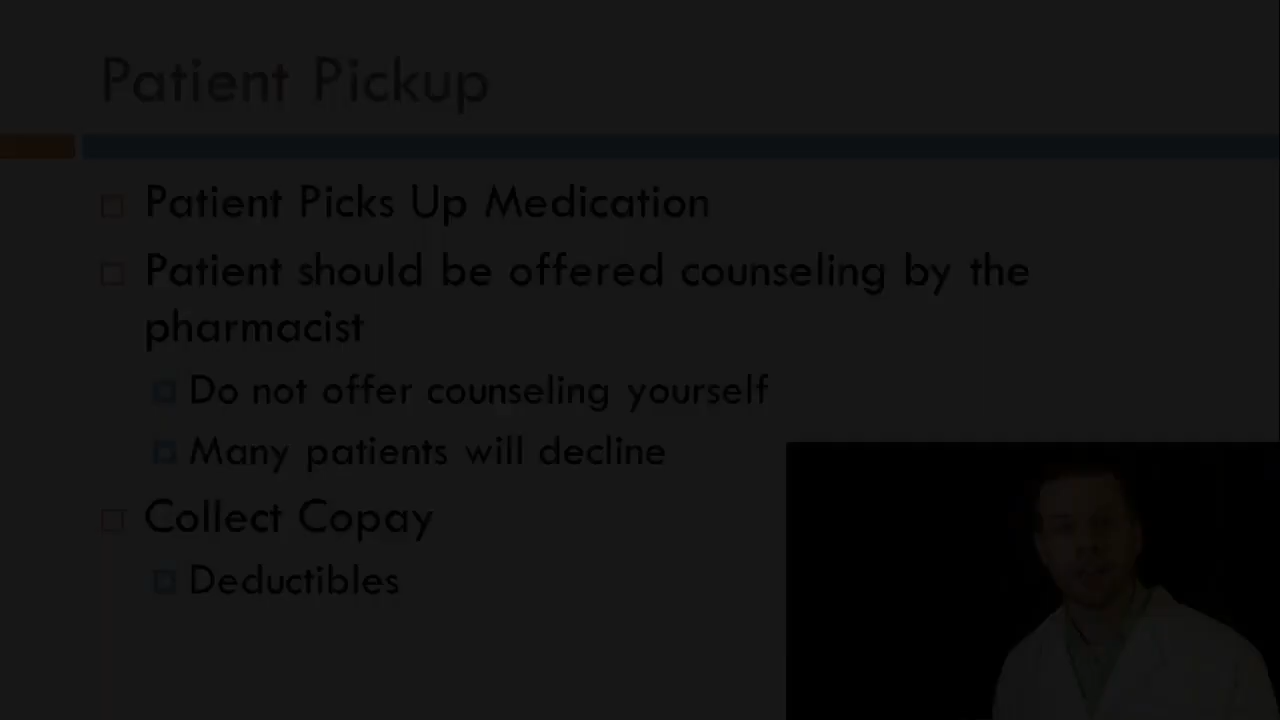 Patient Pickup
Patient Picks Up Medication
Patient should be offered counseling by the
pharmacist
Do not offer counseling yourself
Many patients will decline
Collect Copay
Deductibles